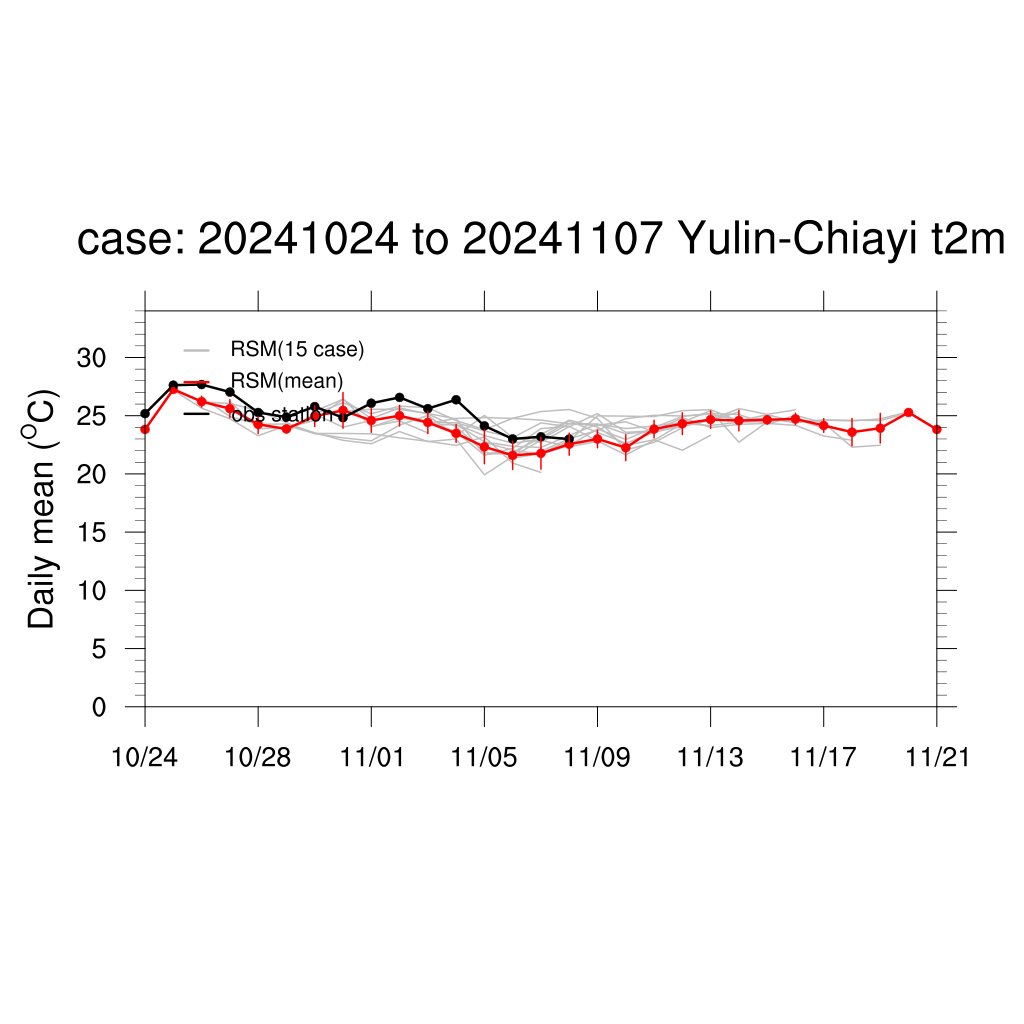 case: 20241024 to 20241107 Yulin-Chiayi t2m
RSM(15 case)
RSM(mean)
obs station
Daily mean (°C)
30
25
20
15
10
5
0
10/24 10/28 11/01 11/05 11/09 11/13 11/17 11/21